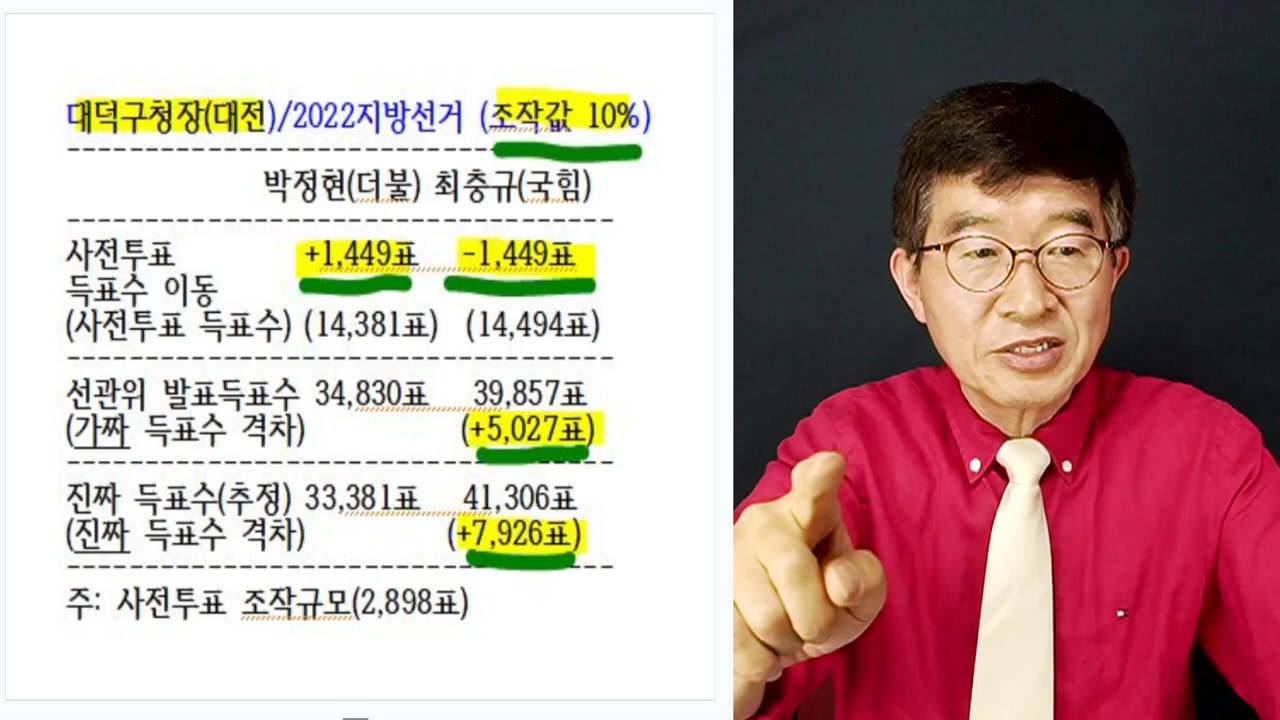 대덕구청장(대전)/2022지방선거 (조작값 10%)
박정현(더불) 최충규(국힘)
사전투표 +1,449표 -1,449표
득표수 이동
(사전투표 득표수) (14,381표) (14,494표)
선관위 발표득표수 34,830표 39,857표
(가짜 득표수 격차) (+5,027표)
진짜 득표수(추정) 33,381표 41,306표
(진짜 득표수 격차) (+7,926표)
주: 사전투표 조작규모(2,898표)